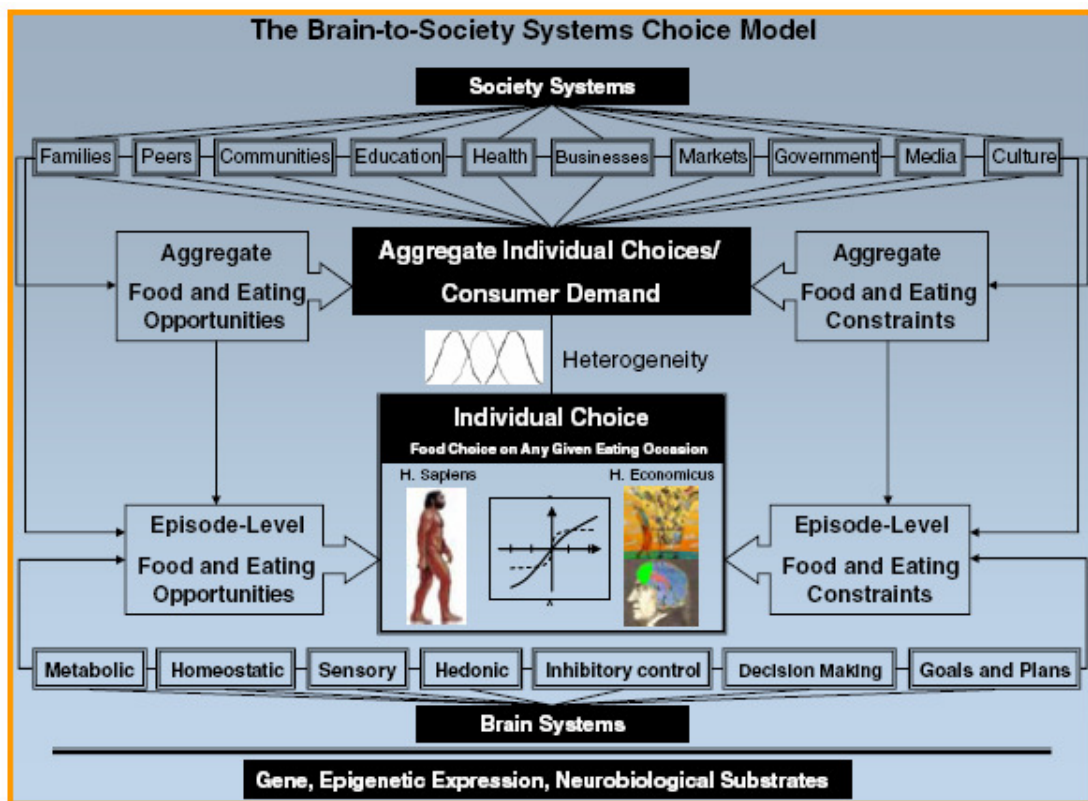 The Brain-to-Society Systems Choice Model
Society Systems
Families Peers Communities Education Health Businesses Markets Government Media Culture
Aggregate
Food and Eating
Opportunities
Aggregate Individual Choices/
Consumer Demand
Aggregate
Food and Eating
Constraints
Heterogeneity
Individual Choice
Food Choice on Any Given Eating Occasion
H. Sapiens H. Economicus
Episode-Level
Food and Eating
Opportunities
Episode-Level
Food and Eating
Constraints
Metabolic Homeostatic Sensory Hedonic Inhibitory control Decision Making Goals and Plans
Brain Systems
Gene, Epigenetic Expression, Neurobiological Substrates